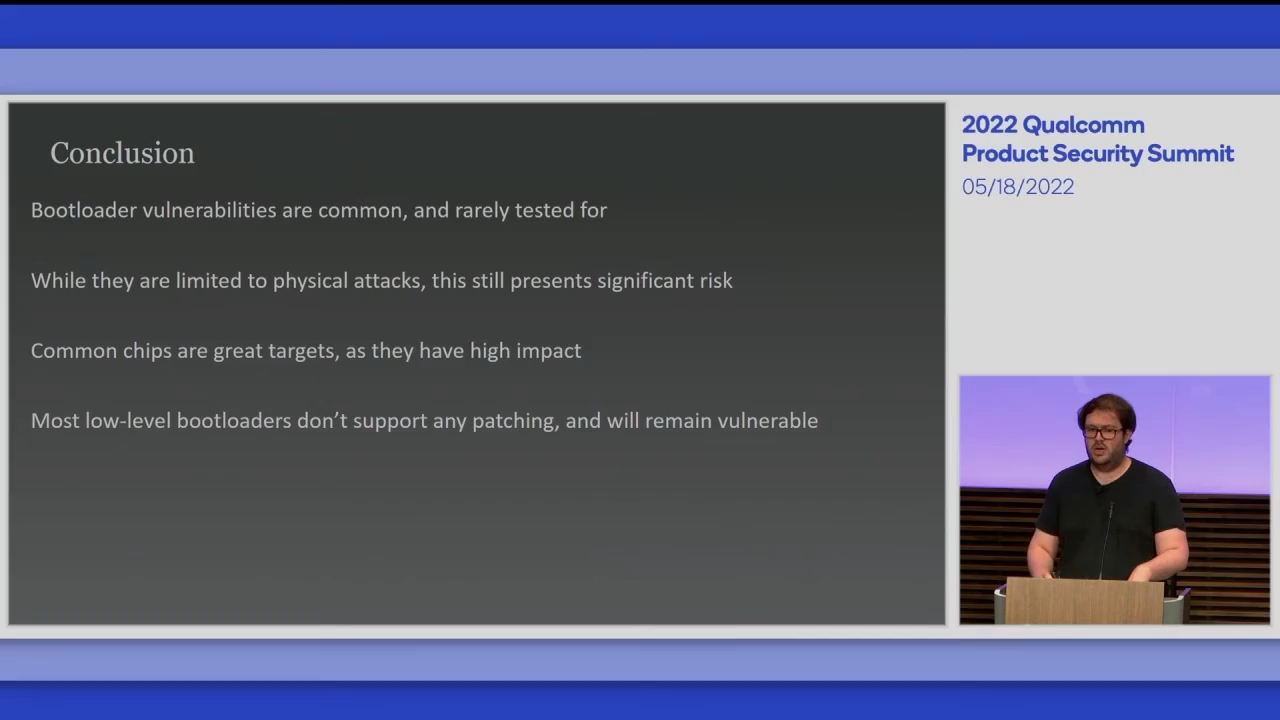 Conclusion
Bootloader vulnerabilities are common, and rarely tested for
While they are limited to physical attacks, this still presents significant risk
Common chips are great targets, as they have high impact
Most low-level bootloaders don’t support any patching, and will remain vulnerable
2022 Qualcomm
Product Security Summit
05/18/2022